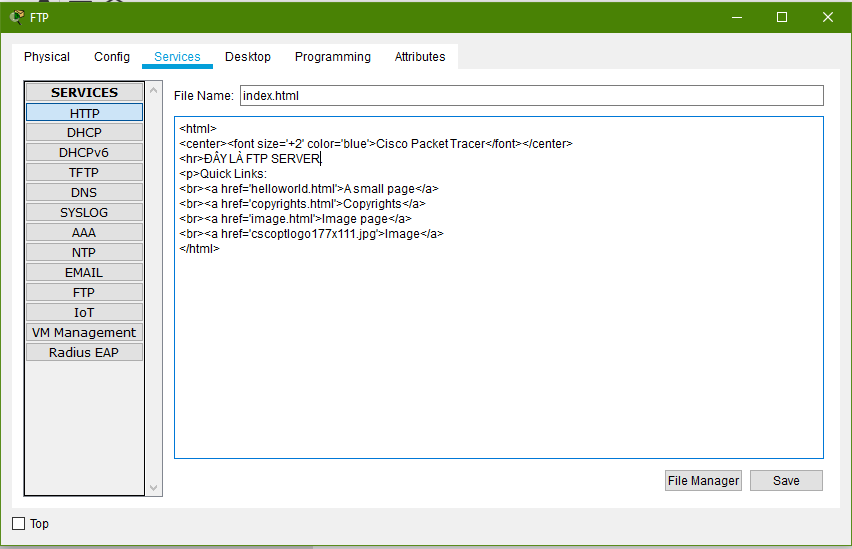 FTP
Physical Config Services Desktop Programming Attributes
SERVICES
HTTP
DHCP
DHCPv6
TFTP
DNS
SYSLOG
AAA
NTP
EMAIL
FTP
IoT
VM Management
Radius EAP
File Name: index.html
<html>
<center><font size='+2' color='blue'>Cisco Packet Tracer</font></center>
<hr>ĐÂY LÀ FTP SERVER.
<p>Quick Links:
<br><a href='helloworld.html'>A small page</a>
<br><a href='copyrights.html'>Copyrights</a>
<br><a href='image.html'>Image page</a>
<br><a href='cscoptlogo177x111.jpg'>Image</a>
</html>
File Manager Save
Top